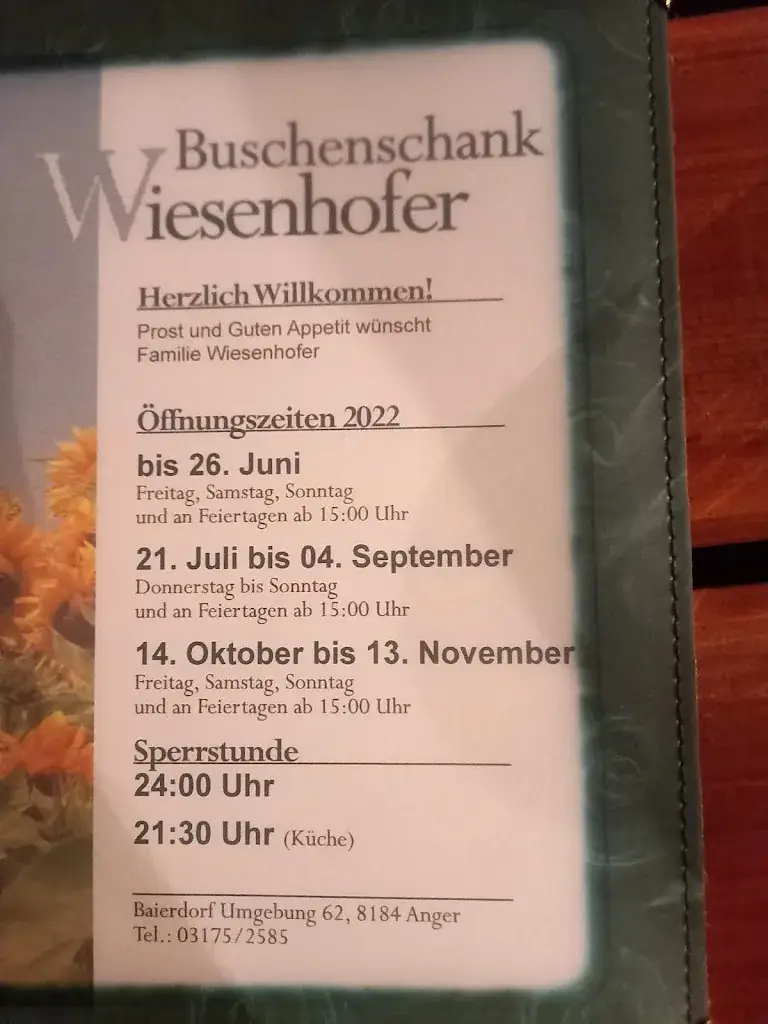 Buschenschank
Wiesenhofer
Herzlich Willkommen!
Prost und Guten Appetit wünscht
Familie Wiesenhofer
Öffnungszeiten 2022
bis 26. Juni
Freitag, Samstag, Sonntag
und an Feiertagen ab 15:00 Uhr
21. Juli bis 04. September
Donnerstag bis Sonntag
und an Feiertagen ab 15:00 Uhr
14. Oktober bis 13. November
Freitag, Samstag, Sonntag
und an Feiertagen ab 15:00 Uhr
Sperrstunde
24:00 Uhr
21:30 Uhr (Küche)
Baierdorf Umgebung 62, 8184 Anger
Tel.: 03175/2585